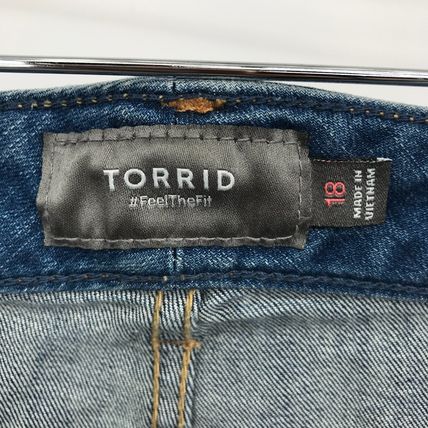 TORRID
#FeelTheFit
18
MADE IN
VIETNAM